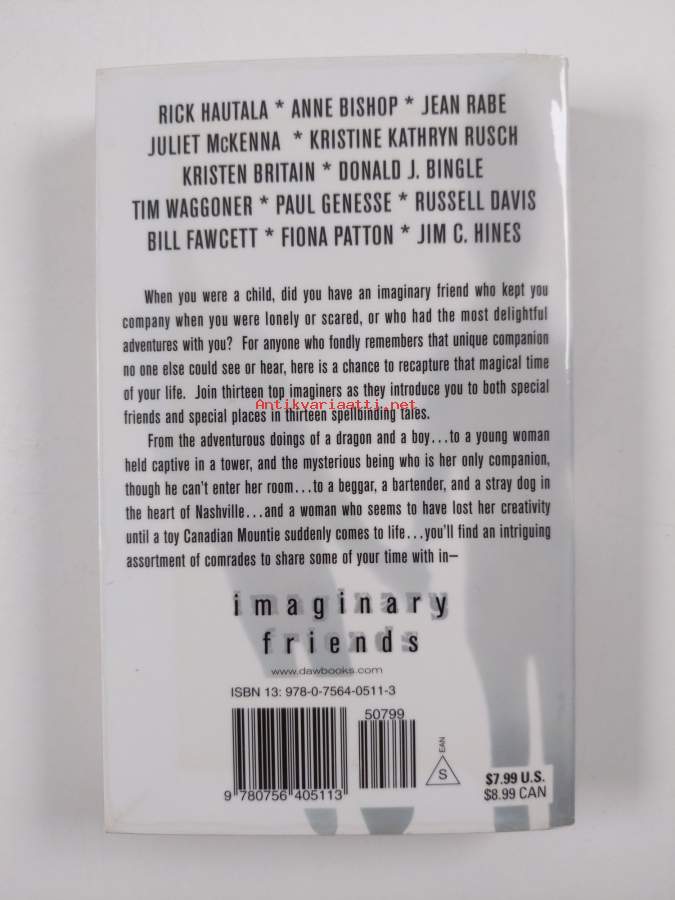 RICK HAUTALA * ANNE BISHOP * JEAN RABE
JULIET McKENNA * KRISTINE KATHRYN RUSCH
KRISTEN BRITAIN * DONALD J. BINGLE
TIM WAGGONER * PAUL GENESSE * RUSSELL DAVIS
BILL FAWCETT * FIONA PATTON * JIM C. HINES
When you were a child, did you have an imaginary friend who kept you
company when you were lonely or scared, or who had the most delightful
adventures with you? For anyone who fondly remembers that unique companion
no one else could see or hear, here is a chance to recapture that magical time
of your life. Join thirteen top imaginers as they introduce you to both special
Antikvariaatti.net
friends and special places in thirteen spellbinding tales.
From the adventurous doings of a dragon and a boy...to a young woman
held captive in a tower, and the mysterious being who is her only companion,
though he can't enter her room...to a beggar, a bartender, and a stray dog in
the heart of Nashville...and a woman who seems to have lost her creativity
until a toy Canadian Mountie suddenly comes to life...you'll find an intriguing
assortment of comrades to share some of your time with in—
imaginary
friends
www.dawbooks.com
ISBN 13: 978-0-7564-0511-3
50799
EAN
S
9 780756 405113
$7.99 U.S.
$8.99 CAN